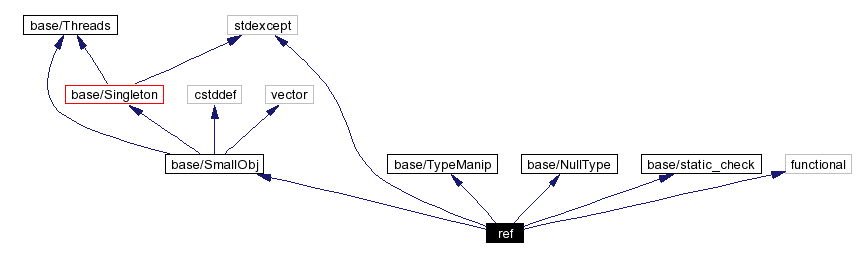 base/Threads
stdexcept
base/Singleton
cstddef
vector
base/SmallObj
base/TypeManip
base/NullType
base/static_check
functional
ref